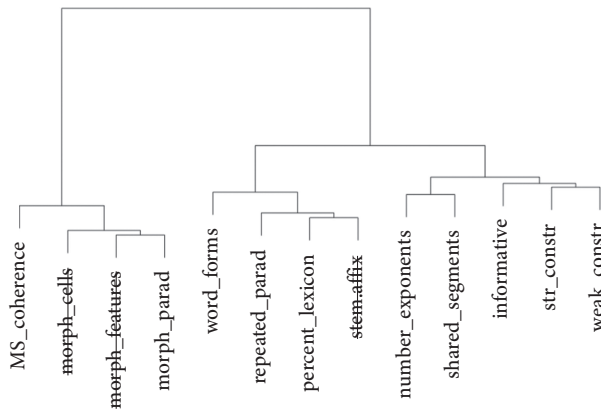 MS_coherence
morph_cells
morph_features
morph_parad
word_forms
repeated_parad
percent_lexicon
stem.affix
number_exponents
shared_segments
informative
str_constr
weak_constr